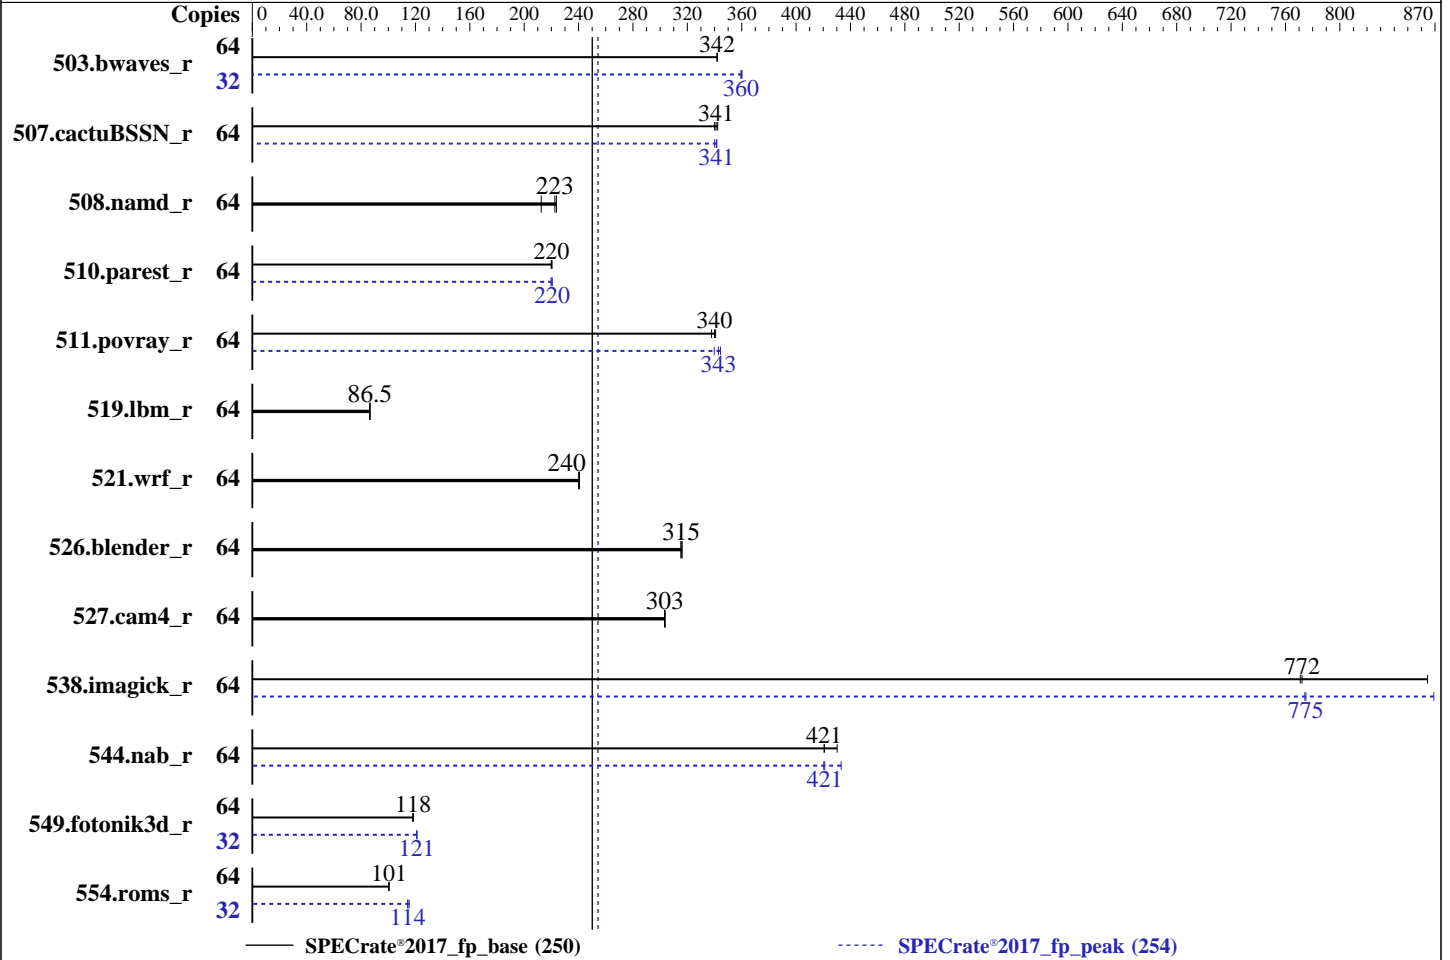 Copies 0 40.0 80.0 120 160 200 240 280 320 360 400 440 480 520 560 600 640 680 720 760 800 870
503.bwaves_r 64 342
32 360
507.cactuBSSN_r 64 341
341
508.namd_r 64 223
510.parest_r 64 220
220
511.povray_r 64 340
343
519.lbm_r 64 86.5
521.wrf_r 64 240
526.blender_r 64 315
527.cam4_r 64 303
538.imagick_r 64 772
775
544.nab_r 64 421
421
549.fotonik3d_r 64 118
32 121
554.roms_r 64 101
32 114
SPECrate®2017_fp_base (250) SPECrate®2017_fp_peak (254)